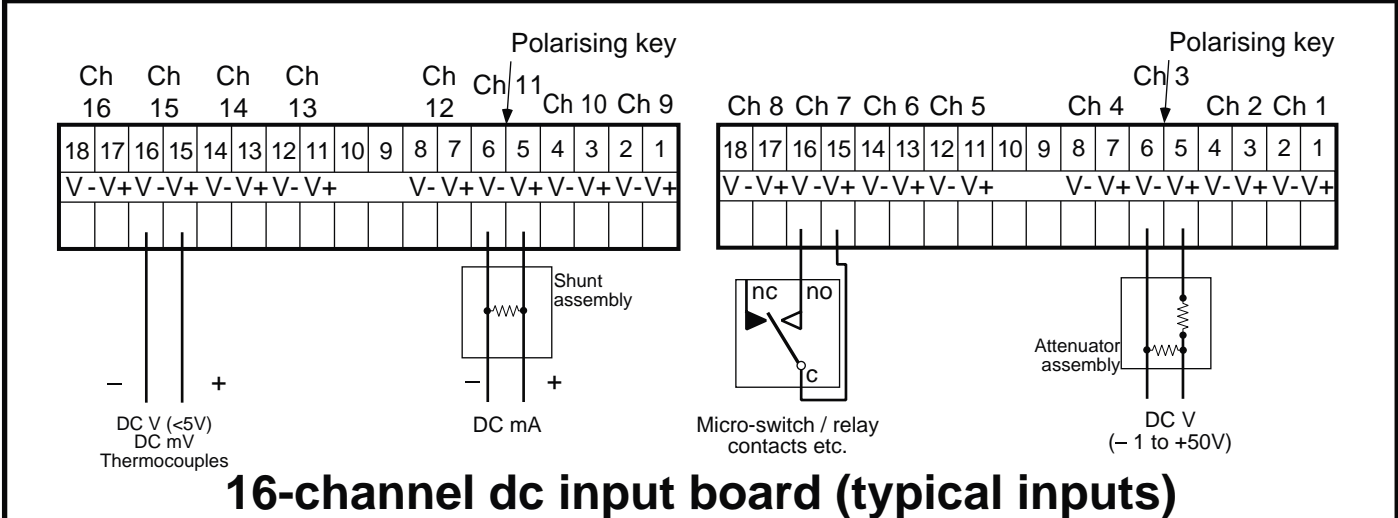 Polarising key
Polarising key
Ch 16 Ch 15 Ch 14 Ch 13 Ch 12 Ch 11 Ch 10 Ch 9
Ch 8 Ch 7 Ch 6 Ch 5 Ch 4 Ch 3 Ch 2 Ch 1
18 17 16 15 14 13 12 11 10 9 8 7 6 5 4 3 2 1
18 17 16 15 14 13 12 11 10 9 8 7 6 5 4 3 2 1
V - V+ V - V+ V- V+ V- V+ V- V+ V- V+ V- V+ V- V+
V - V+ V - V+ V- V+ V- V+ V- V+ V- V+ V- V+ V- V+
Shunt
assembly
nc no
c
Attenuator
assembly
– +
– +
DC V (<5V)
DC mV
Thermocouples
DC mA
Micro-switch / relay
contacts etc.
DC V
(– 1 to +50V)
16-channel dc input board (typical inputs)